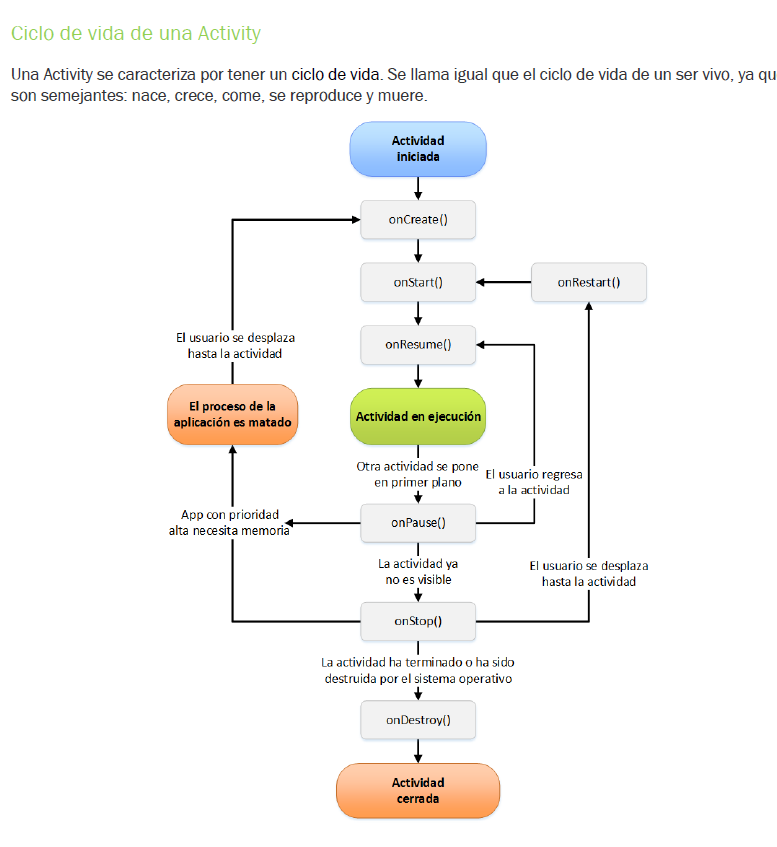 Ciclo de vida de una Activity
Una Activity se caracteriza por tener un ciclo de vida. Se llama igual que el ciclo de vida de un ser vivo, ya qu
son semejantes: nace, crece, come, se reproduce y muere.
Actividad
iniciada
onCreate()
onStart()
onRestart()
onResume()
El usuario se desplaza
hasta la actividad
El proceso de la
aplicación es matado
Actividad en ejecución
Otra actividad se pone
en primer plano
El usuario regresa
a la actividad
App con prioridad
alta necesita memoria
onPause()
La actividad ya
no es visible
El usuario se desplaza
hasta la actividad
onStop()
La actividad ha terminado o ha sido
destruida por el sistema operativo
onDestroy()
Actividad
cerrada